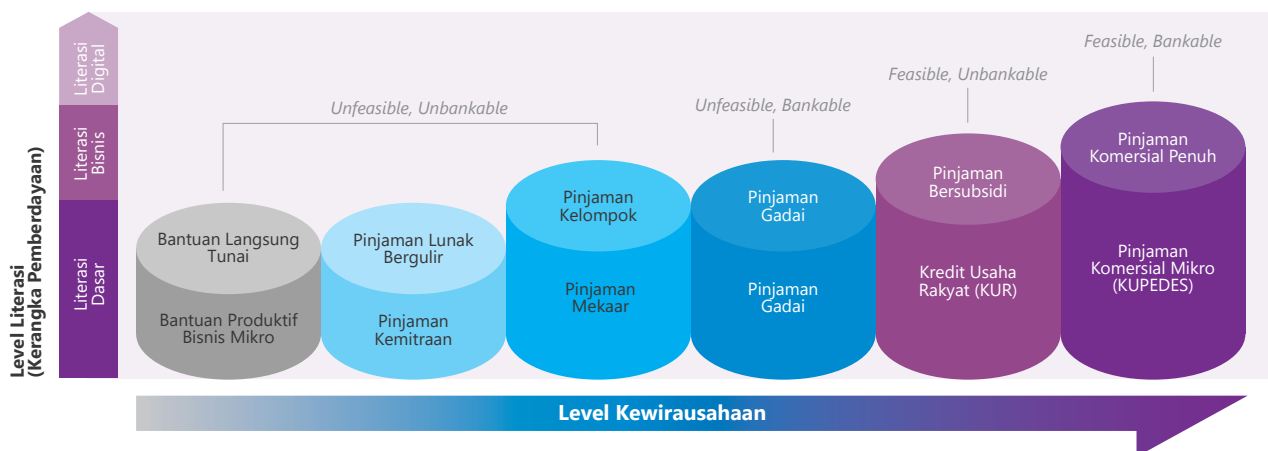 Level Literasi
(Kerangka Pemberdayaan)
Literasi
Digital
Literasi
Bisnis
Literasi
Dasar
Unfeasible, Unbankable
Unfeasible, Bankable
Feasible, Unbankable
Feasible, Bankable
Bantuan Langsung
Tunai
Bantuan Produktif
Bisnis Mikro
Pinjaman Lunak
Bergulir
Pinjaman
Kemitraan
Pinjaman
Kelompok
Pinjaman
Mekaar
Pinjaman
Gadai
Pinjaman
Gadai
Pinjaman
Bersubsidi
Kredit Usaha
Rakyat (KUR)
Pinjaman
Komersial Penuh
Pinjaman
Komersial Mikro
(KUPEDES)
Level Kewirausahaan